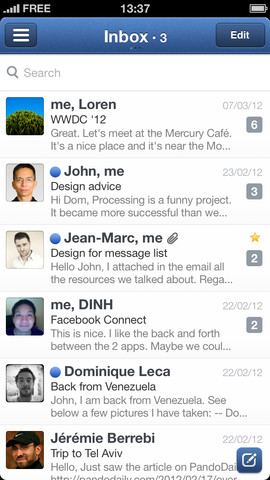 FREE 13:37
Inbox · 3 Edit
Search
me, Loren 07/03/12
WWDC '12 6
Great. Let's meet at the Mercury Café.
It's a nice place and it's near the Mo...
John, me 23/02/12
Design advice 3
Hi Dom, Processing is a funny project.
It became more successful than we...
Jean-Marc, me
Design for message list 2
Hello John, I attached in the email all
the resources we talked about. Rega...
me, DINH 22/02/12
Facebook Connect 2
This is nice. I like the back and forth
between the 2 apps. Maybe we coul...
Dominique Leca 22/02/12
Back from Venezuela
John, I am back from Venezuela. See
below a few pictures I have taken: -- Do...
Jérémie Berrebi 22/02/12
Trip to Tel Aviv
Hello, Just saw the article on PandoDaily
http://pandodaily.com/2012/02/17/over